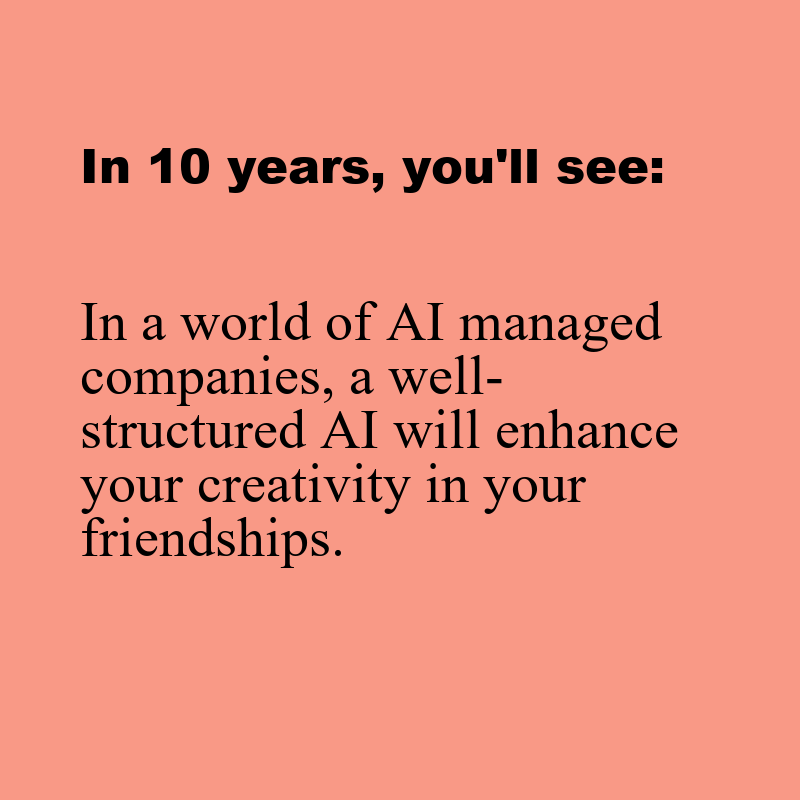 In 10 years, you'll see:
In a world of AI managed
companies, a well-
structured AI will enhance
your creativity in your
friendships.